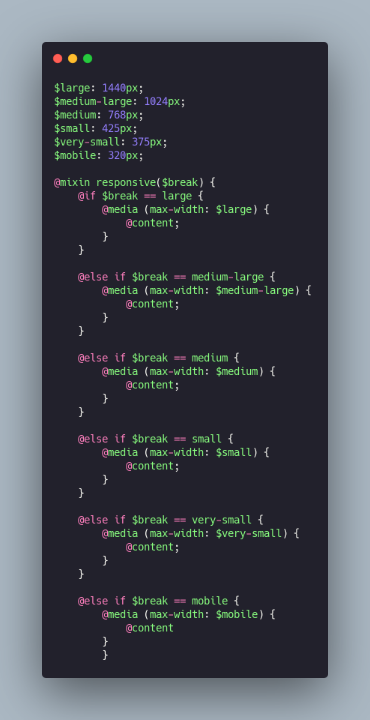 $large: 1440px;
$medium-large: 1024px;
$medium: 768px;
$small: 425px;
$very-small: 375px;
$mobile: 320px;

@mixin responsive($break) {
    @if $break == large {
        @media (max-width: $large) {
            @content;
        }
    }

    @else if $break == medium-large {
        @media (max-width: $medium-large) {
            @content;
        }
    }

    @else if $break == medium {
        @media (max-width: $medium) {
            @content;
        }
    }

    @else if $break == small {
        @media (max-width: $small) {
            @content;
        }
    }

    @else if $break == very-small {
        @media (max-width: $very-small) {
            @content;
        }
    }

    @else if $break == mobile {
        @media (max-width: $mobile) {
            @content
        }
        }